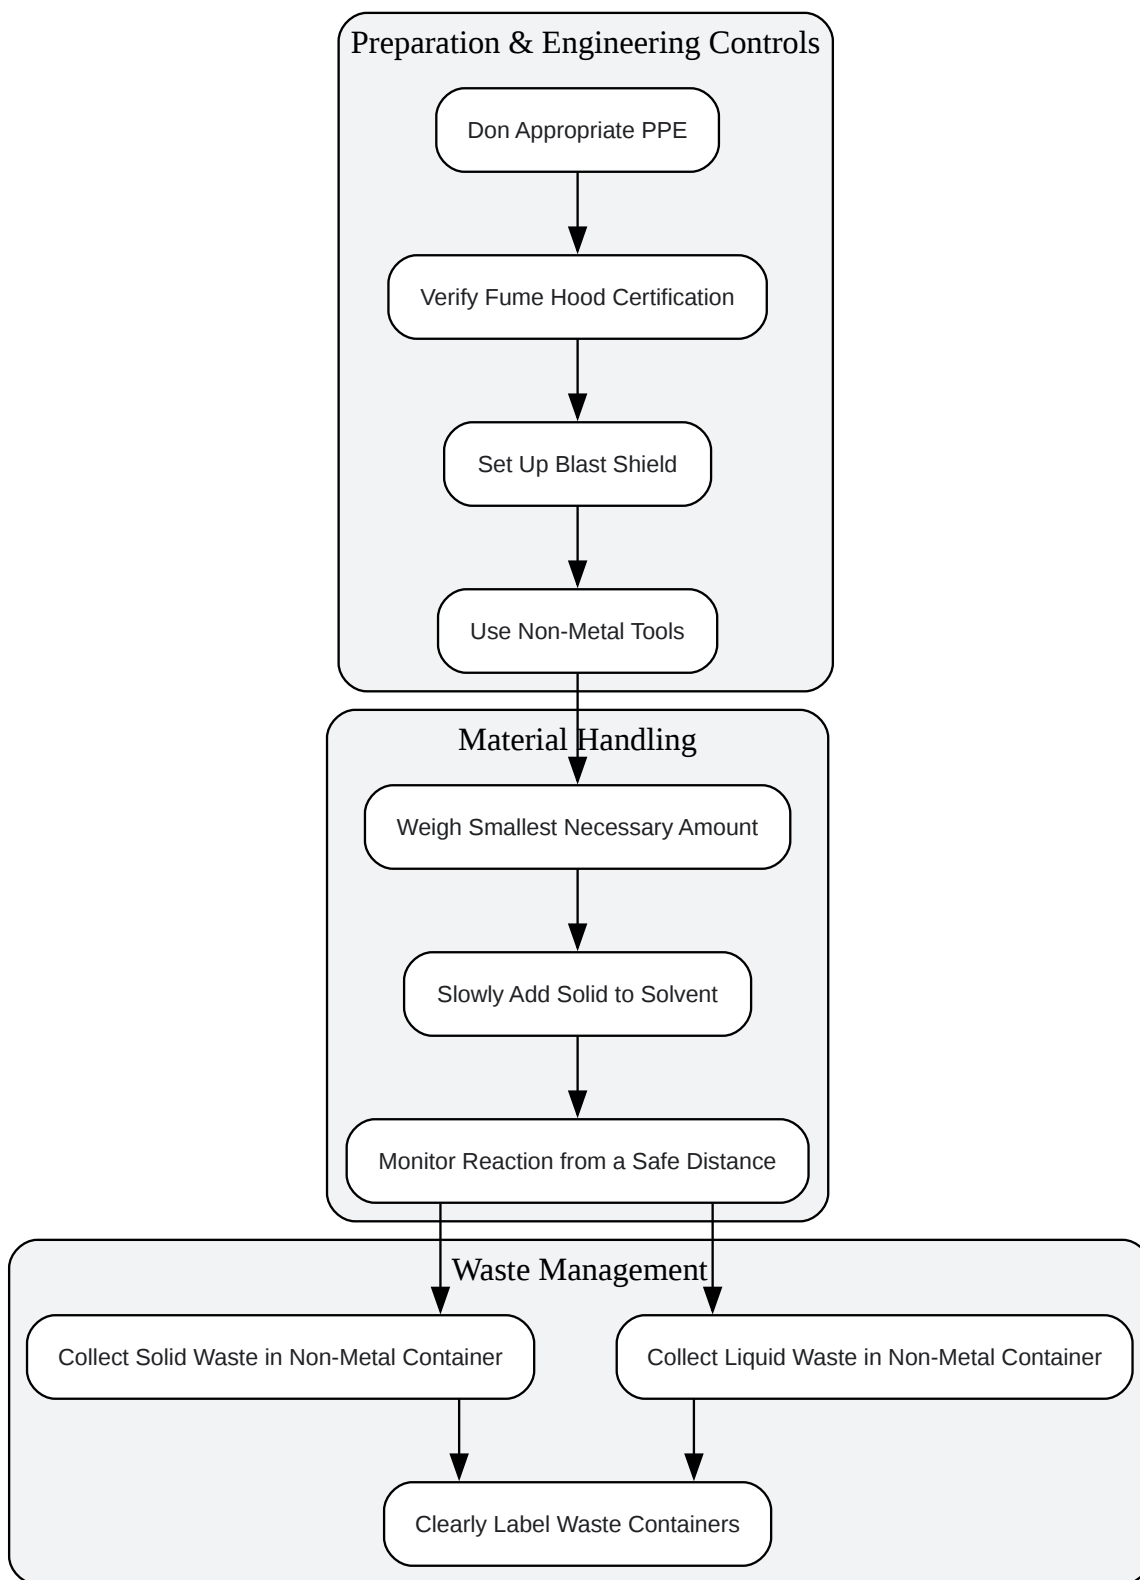 Preparation & Engineering Controls
Don Appropriate PPE
Verify Fume Hood Certification
Set Up Blast Shield
Use Non-Metal Tools
Material Handling
Weigh Smallest Necessary Amount
Slowly Add Solid to Solvent
Monitor Reaction from a Safe Distance
Waste Management
Collect Solid Waste in Non-Metal Container
Collect Liquid Waste in Non-Metal Container
Clearly Label Waste Containers